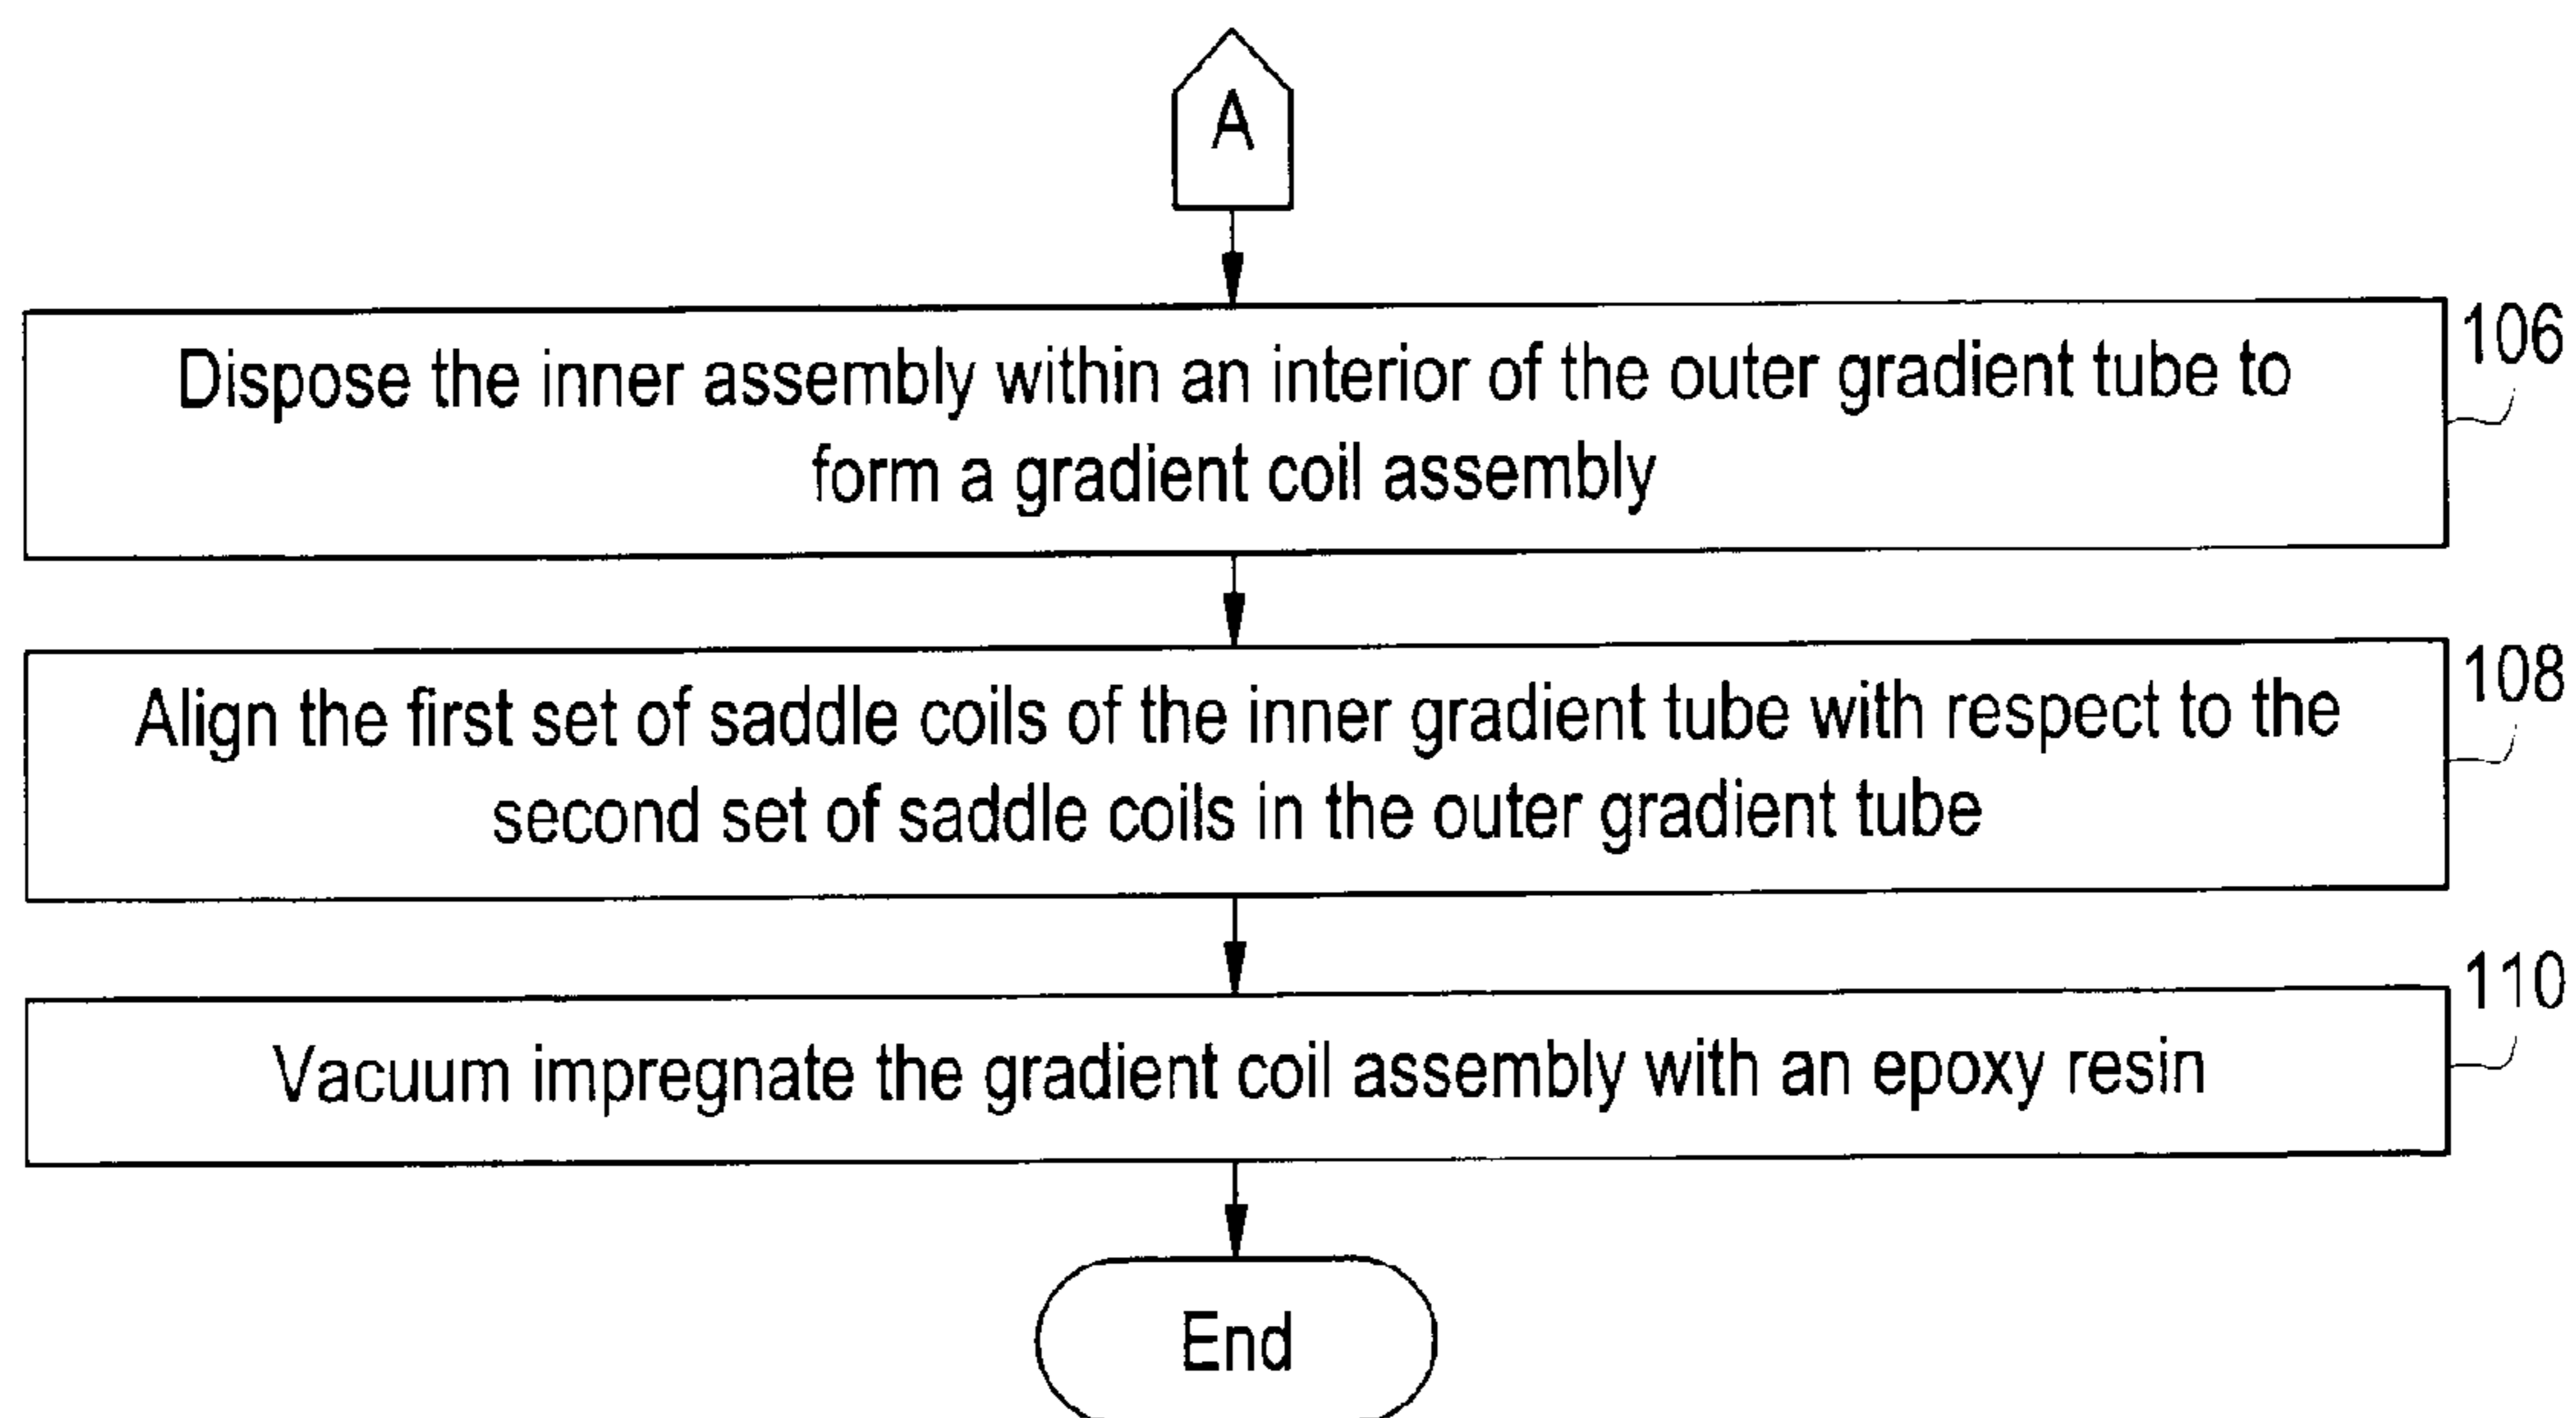 A
Dispose the inner assembly within an interior of the outer gradient tube to
form a gradient coil assembly
106
Align the first set of saddle coils of the inner gradient tube with respect to the
second set of saddle coils in the outer gradient tube
108
Vacuum impregnate the gradient coil assembly with an epoxy resin
110
End